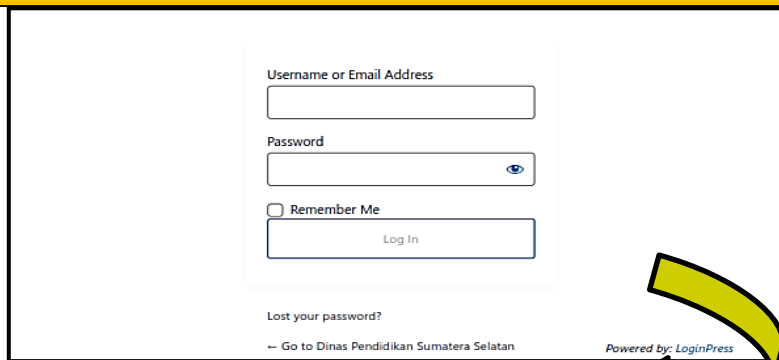 Username or Email Address
Password
Remember Me
Log In
Lost your password?
← Go to Dinas Pendidikan Sumatera Selatan
Powered by: LoginPress